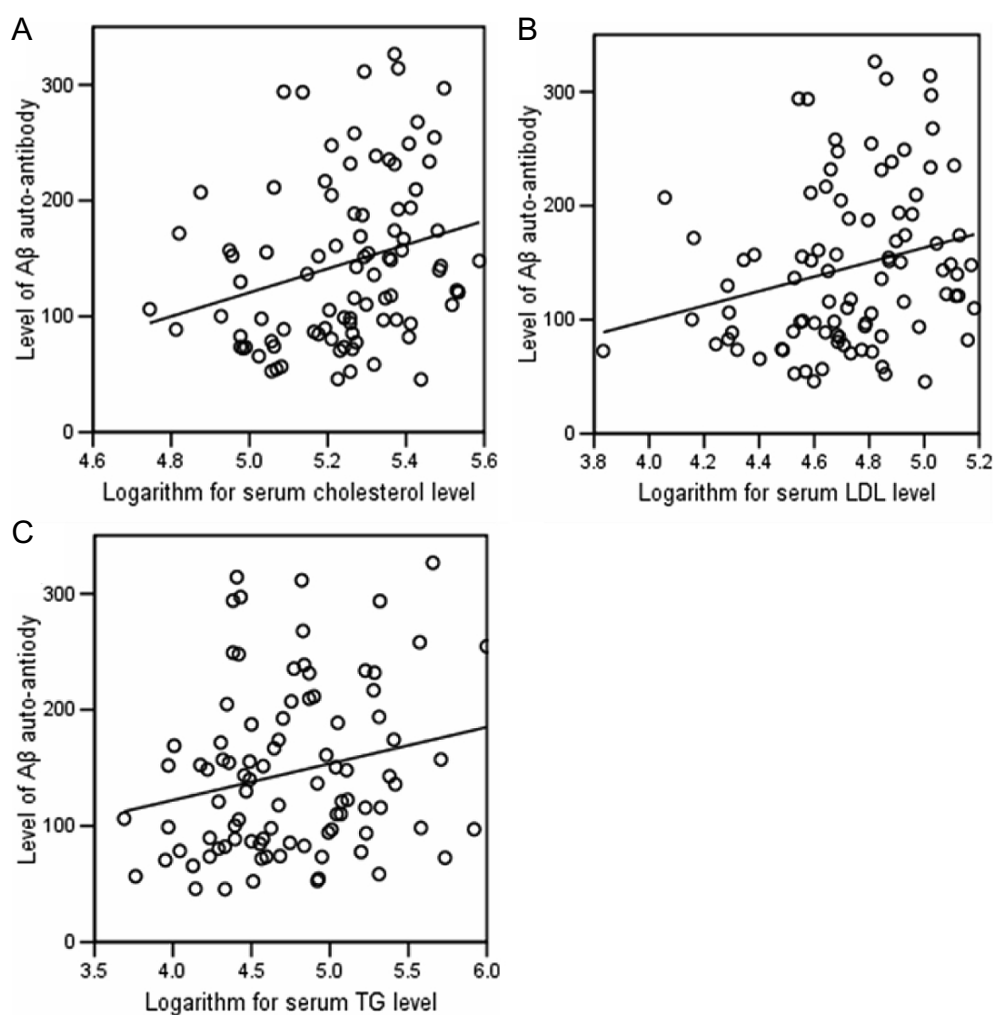 A
Level of Aβ auto-antibody
300
200
100
0
4.6 4.8 5.0 5.2 5.4 5.6
Logarithm for serum cholesterol level
B
Level of Aβ auto-antibody
300
200
100
0
3.8 4.0 4.2 4.4 4.6 4.8 5.0 5.2
Logarithm for serum LDL level
C
Level of Aβ auto-antiody
300
200
100
0
3.5 4.0 4.5 5.0 5.5 6.0
Logarithm for serum TG level